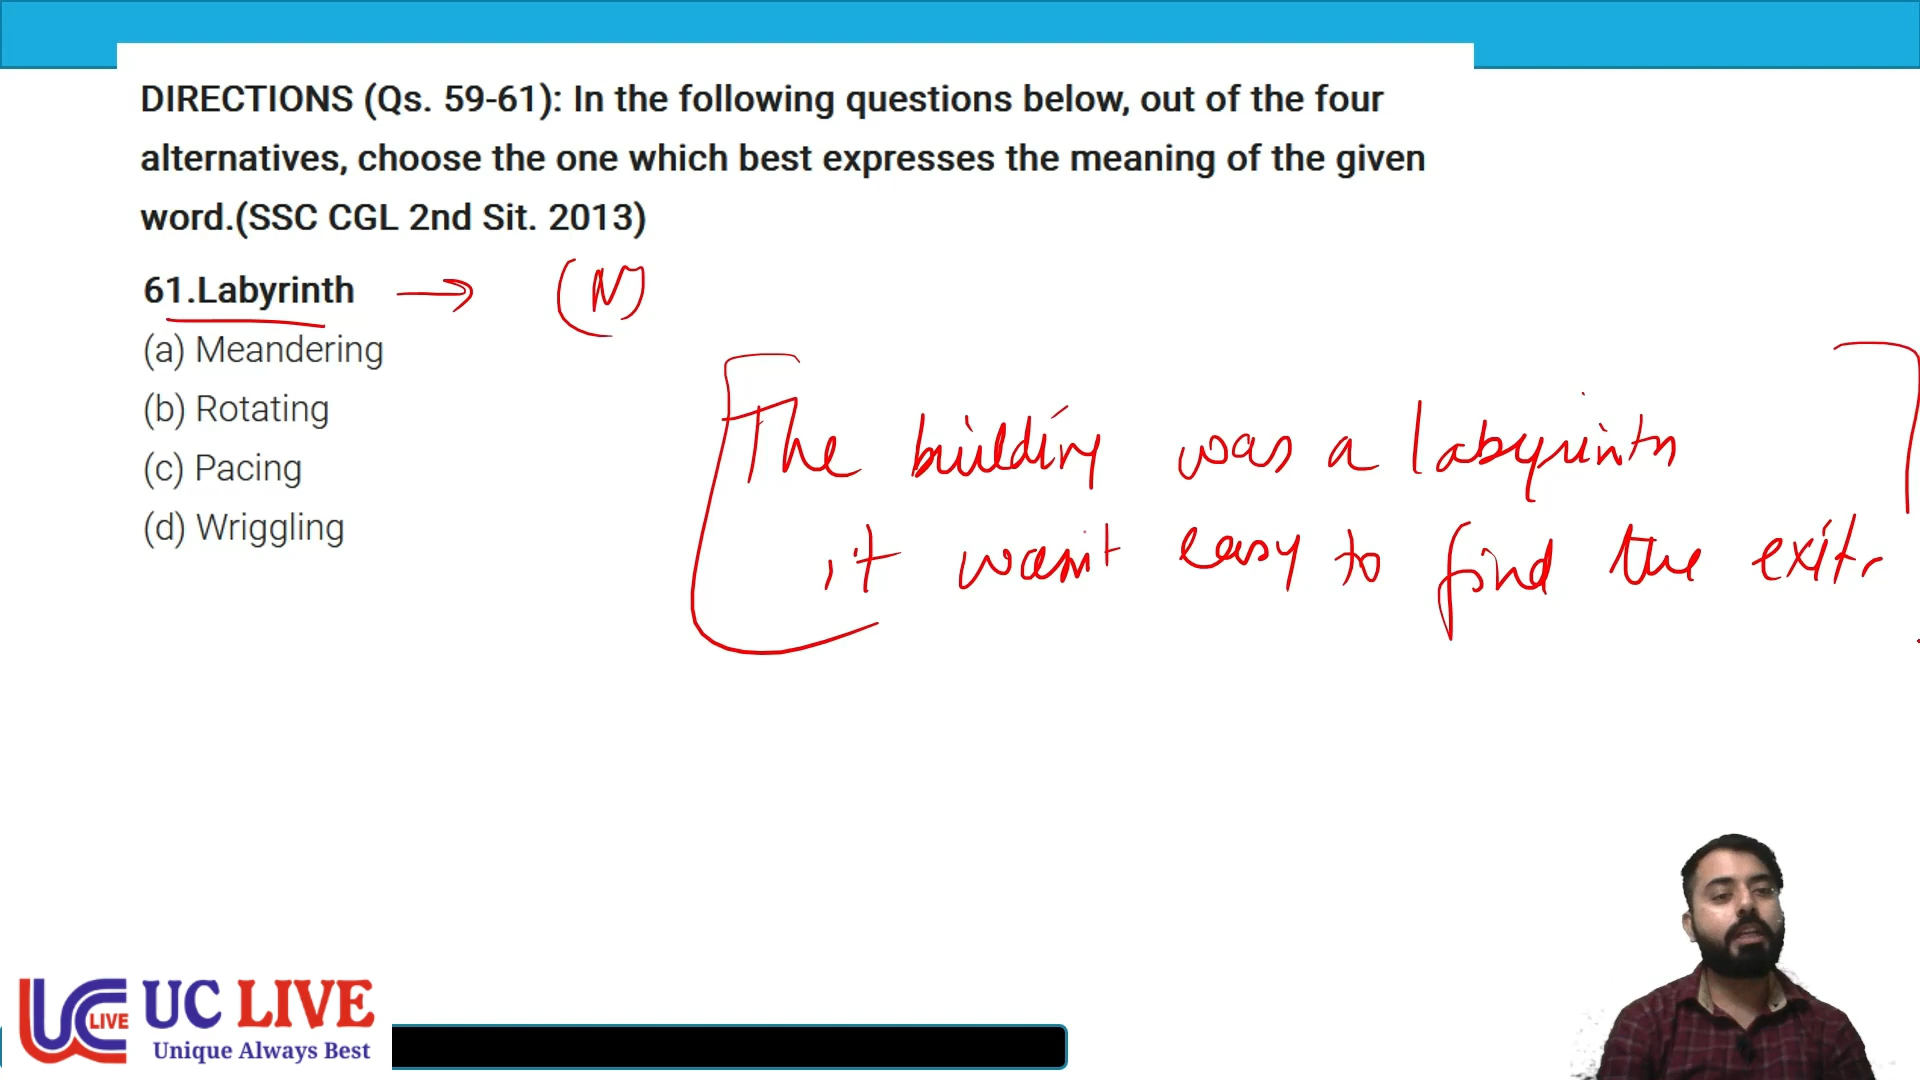 DIRECTIONS (Qs. 59-61): In the following questions below, out of the four
alternatives, choose the one which best expresses the meaning of the given
word.(SSC CGL 2nd Sit. 2013)
61.Labyrinth → (N)
(a) Meandering
(b) Rotating
(c) Pacing
(d) Wriggling
The building was a labyrinth
, it wasn't easy to find the exit.
UC LIVE
LIVE
Unique Always Best